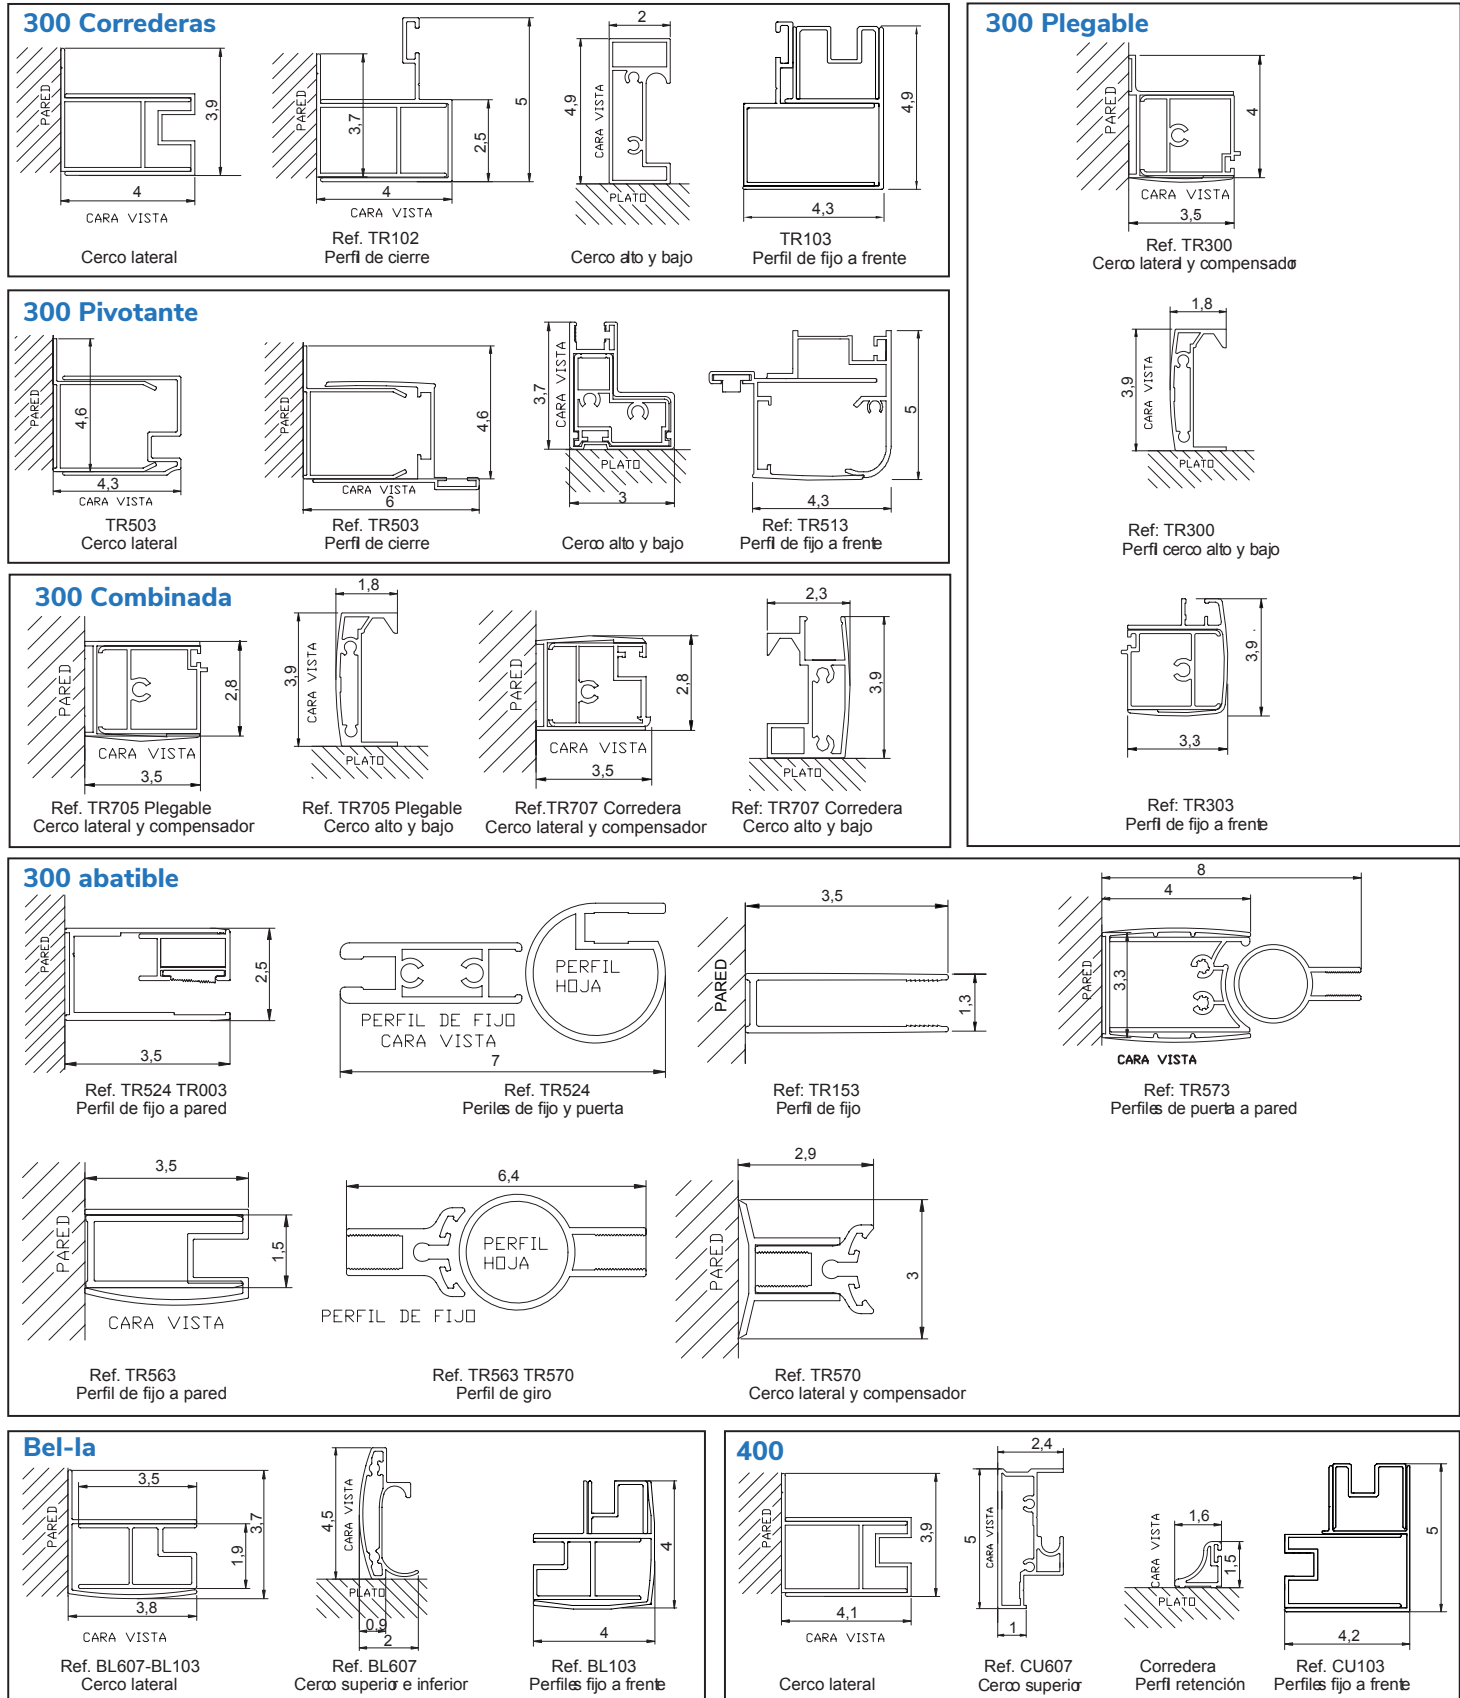 300 Correderas
PARED
3,9
4
CARA VISTA
Cerco lateral
PARED
3,7
5
2,5
4
CARA VISTA
Ref. TR102
Perfil de cierre
2
4,9
CARA VISTA
PLATO
Cerco alto y bajo
4,9
4,3
TR103
Perfil de fijo a frente
300 Plegable
PARED
4
CARA VISTA
3,5
Ref. TR300
Cerco lateral y compensador
1,8
3,9
CARA VISTA
PLATO
Ref: TR300
Perfil cerco alto y bajo
3,9
3,3
Ref: TR303
Perfil de fijo a frente
300 Pivotante
PARED
4,6
4,3
CARA VISTA
TR503
Cerco lateral
PARED
4,6
CARA VISTA
6
Ref. TR503
Perfil de cierre
3,7
CARA VISTA
PLATO
3
Cerco alto y bajo
5
4,3
Ref: TR513
Perfil de fijo a frente
300 Combinada
PARED
2,8
CARA VISTA
3,5
Ref. TR705 Plegable
Cerco lateral y compensador
1,8
3,9
CARA VISTA
PLATO
Ref. TR705 Plegable
Cerco alto y bajo
PARED
2,8
CARA VISTA
3,5
Ref.TR707 Corredera
Cerco lateral y compensador
2,3
3,9
PLATO
Ref: TR707 Corredera
Cerco alto y bajo
300 abatible
PARED
2,5
3,5
Ref. TR524 TR003
Perfil de fijo a pared
PERFIL
HOJA
PERFIL DE FIJO
CARA VISTA
7
Ref. TR524
Periles de fijo y puerta
3,5
PARED
1,3
Ref: TR153
Perfil de fijo
8
4
PARED
3,3
CARA VISTA
Ref: TR573
Perfiles de puerta a pared
3,5
PARED
1,5
CARA VISTA
Ref. TR563
Perfil de fijo a pared
6,4
PERFIL
HOJA
PERFIL DE FIJO
Ref. TR563 TR570
Perfil de giro
2,9
PARED
3
Ref. TR570
Cerco lateral y compensador
Bel-la
PARED
3,5
3,7
1,9
3,8
CARA VISTA
Ref. BL607-BL103
Cerco lateral
4,5
CARA VISTA
PLATO
0,9
2
Ref. BL607
Cerco superior e inferior
4
4
Ref. BL103
Perfiles fijo a frente
400
PARED
3,9
4,1
CARA VISTA
Cerco lateral
2,4
5
CARA VISTA
1
Ref. CU607
Cerco superior
CARA VISTA
1,6
1,5
PLATO
Corredera
Perfil retención
5
4,2
Ref. CU103
Perfiles fijo a frente